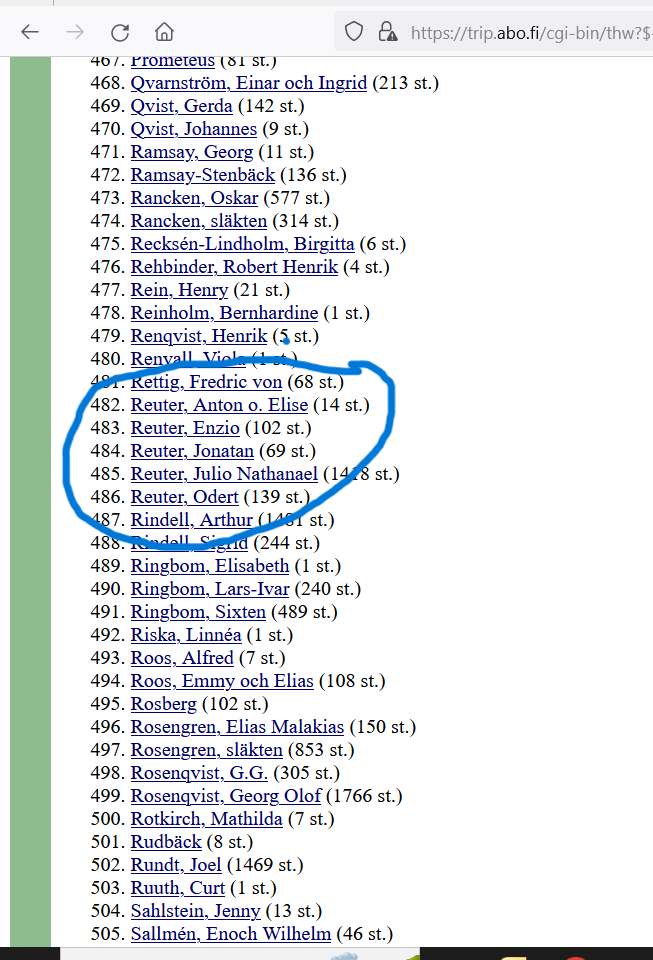 https://trip.abo.fi/cgi-bin/thw?$
467. Prometeus (81 st.)
468. Qvarnström, Einar och Ingrid (213 st.)
469. Qvist, Gerda (142 st.)
470. Qvist, Johannes (9 st.)
471. Ramsay, Georg (11 st.)
472. Ramsay-Stenbäck (136 st.)
473. Rancken, Oskar (577 st.)
474. Rancken, släkten (314 st.)
475. Recksén-Lindholm, Birgitta (6 st.)
476. Rehbinder, Robert Henrik (4 st.)
477. Rein, Henry (21 st.)
478. Reinholm, Bernhardine (1 st.)
479. Renqvist, Henrik (5 st.)
480. Renvall, Viola (1 st.)
481. Rettig, Fredric von (68 st.)
482. Reuter, Anton o. Elise (14 st.)
483. Reuter, Enzio (102 st.)
484. Reuter, Jonatan (69 st.)
485. Reuter, Julio Nathanael (1418 st.)
486. Reuter, Odert (139 st.)
487. Rindell, Arthur (1481 st.)
488. Rindell, Sigrid (244 st.)
489. Ringbom, Elisabeth (1 st.)
490. Ringbom, Lars-Ivar (240 st.)
491. Ringbom, Sixten (489 st.)
492. Riska, Linnéa (1 st.)
493. Roos, Alfred (7 st.)
494. Roos, Emmy och Elias (108 st.)
495. Rosberg (102 st.)
496. Rosengren, Elias Malakias (150 st.)
497. Rosengren, släkten (853 st.)
498. Rosenqvist, G.G. (305 st.)
499. Rosenqvist, Georg Olof (1766 st.)
500. Rotkirch, Mathilda (7 st.)
501. Rudbäck (8 st.)
502. Rundt, Joel (1469 st.)
503. Ruuth, Curt (1 st.)
504. Sahlstein, Jenny (13 st.)
505. Sallmén, Enoch Wilhelm (46 st.)